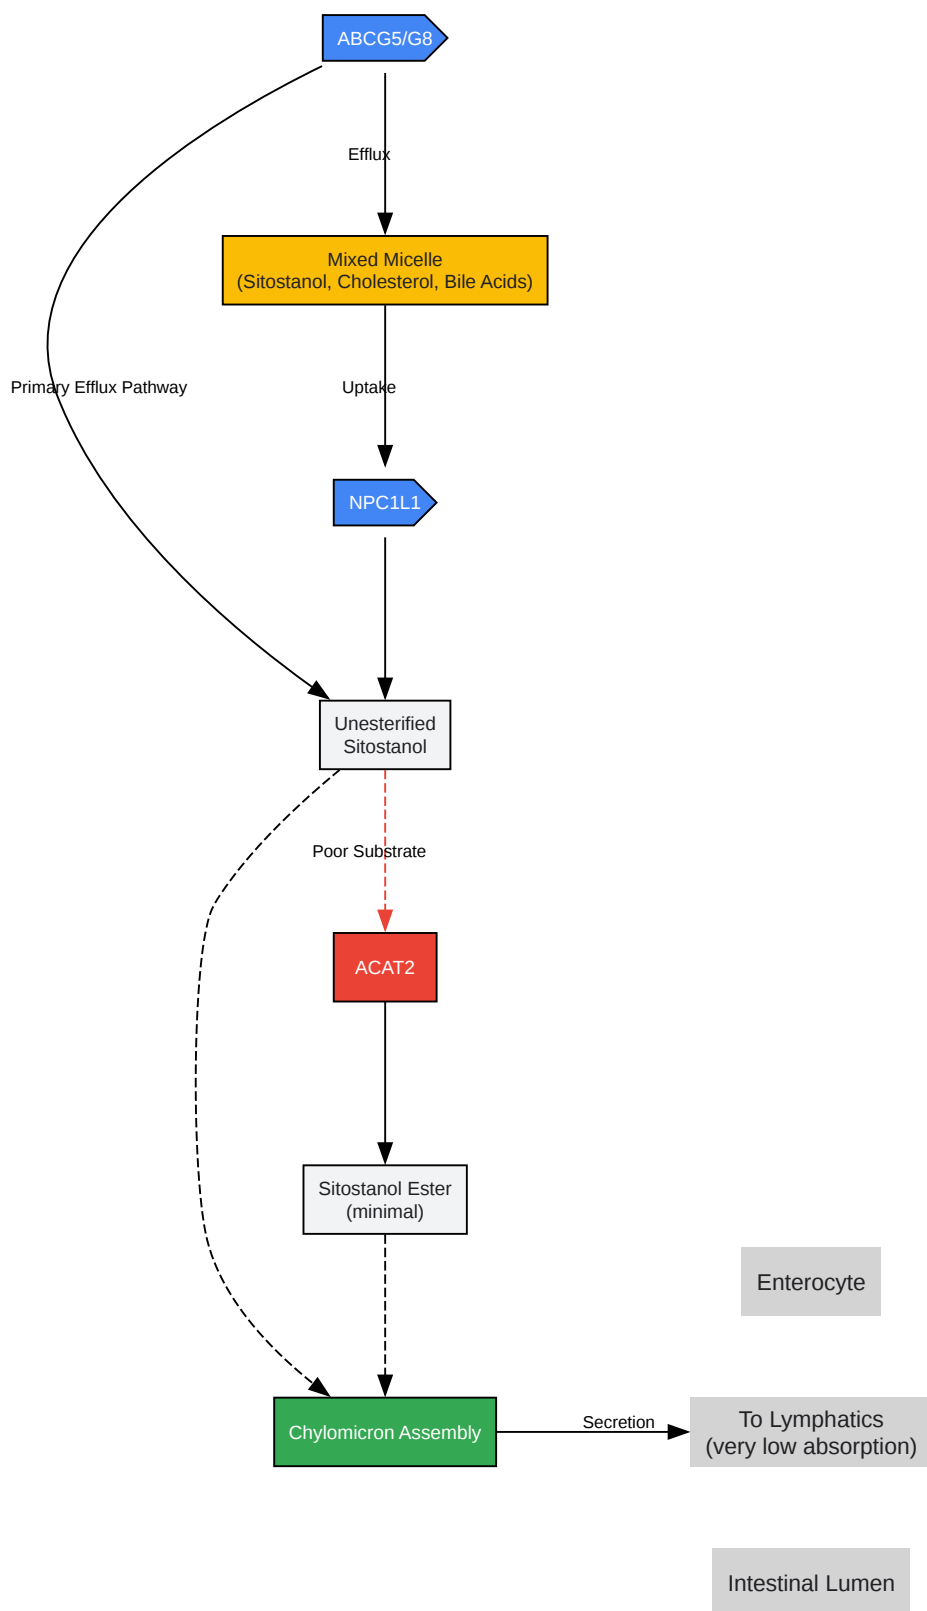 ABCG5/G8
Efflux
Mixed Micelle
(Sitostanol, Cholesterol, Bile Acids)
Primary Efflux Pathway
Uptake
NPC1L1
Unesterified
Sitostanol
Poor Substrate
ACAT2
Sitostanol Ester
(minimal)
Enterocyte
Chylomicron Assembly
Secretion
To Lymphatics
(very low absorption)
Intestinal Lumen